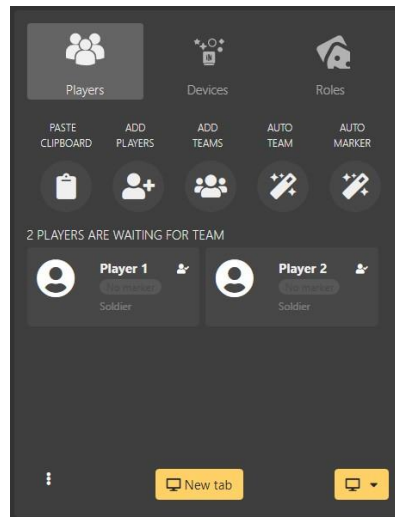 Players Devices Roles
PASTE CLIPBOARD ADD PLAYERS ADD TEAMS AUTO TEAM AUTO MARKER
2 PLAYERS ARE WAITING FOR TEAM
Player 1 Player 2
No marker No marker
Soldier Soldier
New tab